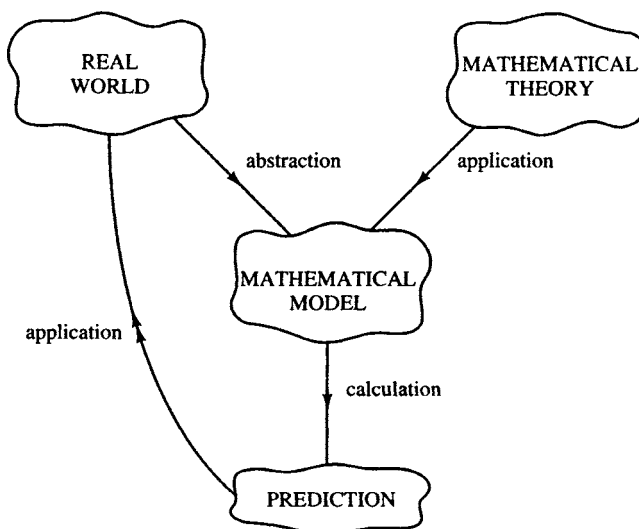 REAL
WORLD
MATHEMATICAL
THEORY
abstraction
application
MATHEMATICAL
MODEL
application
calculation
PREDICTION